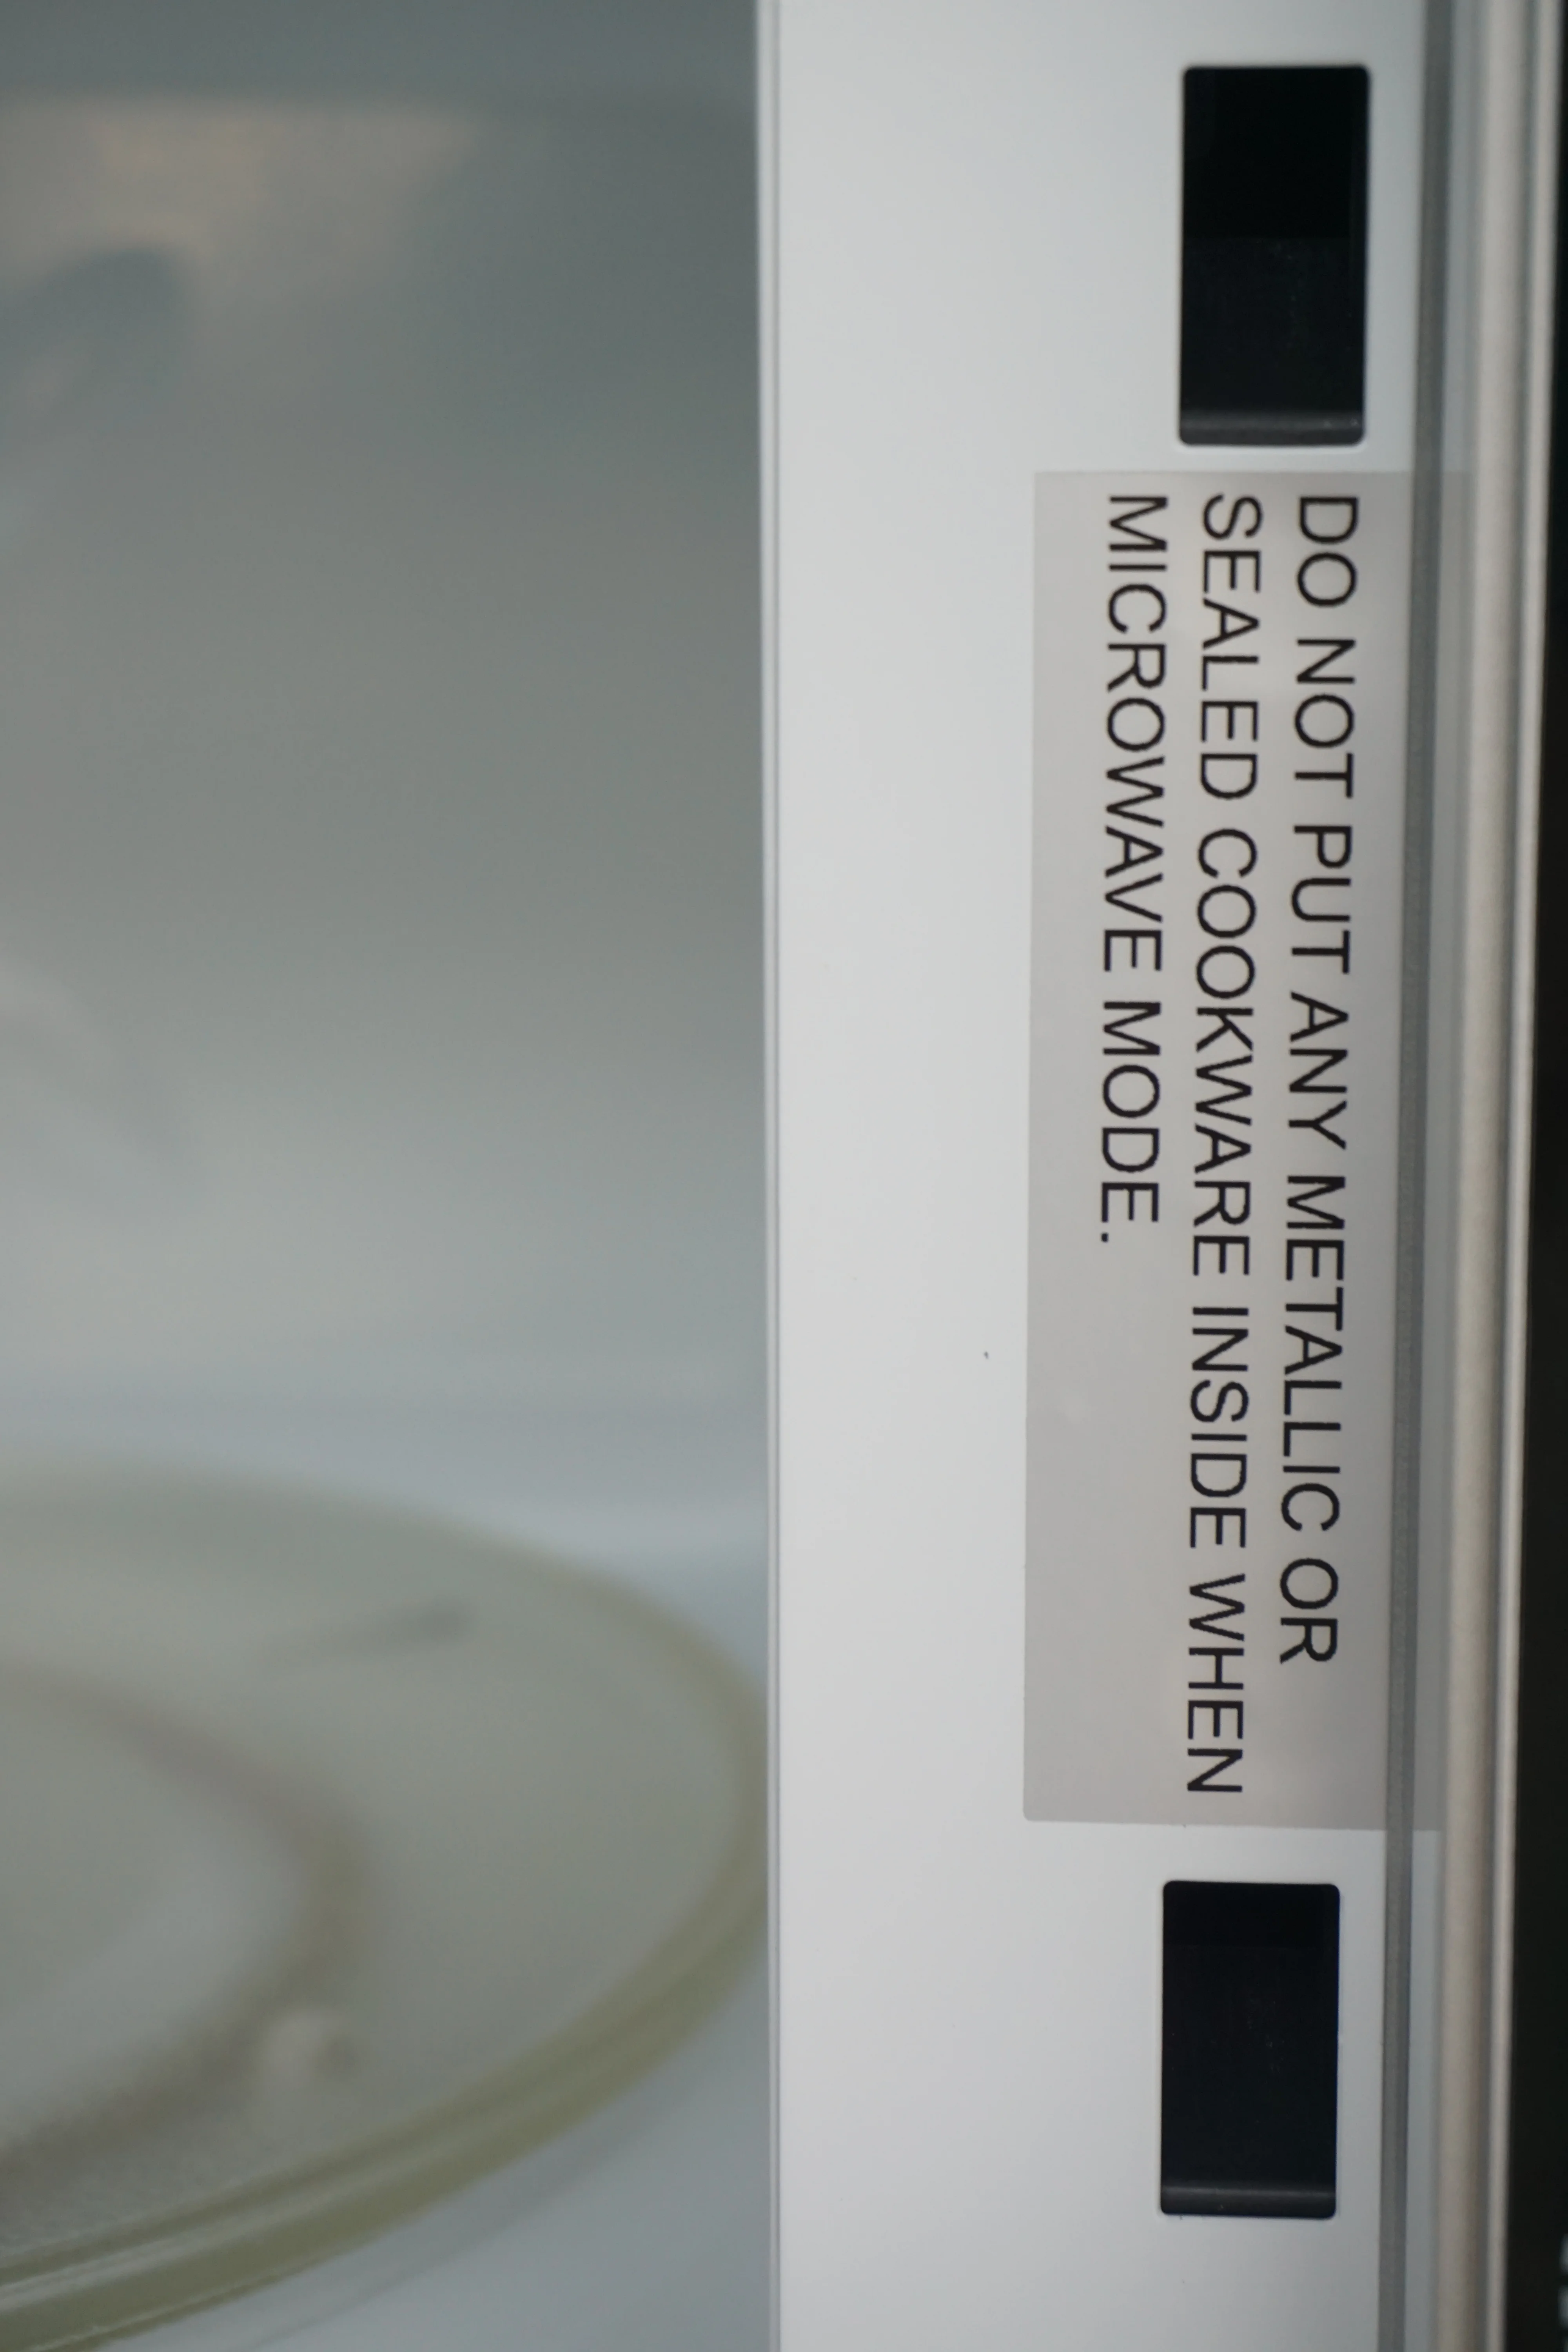 DO NOT PUT ANY METALLIC OR
SEALED COOKWARE INSIDE WHEN
MICROWAVE MODE.